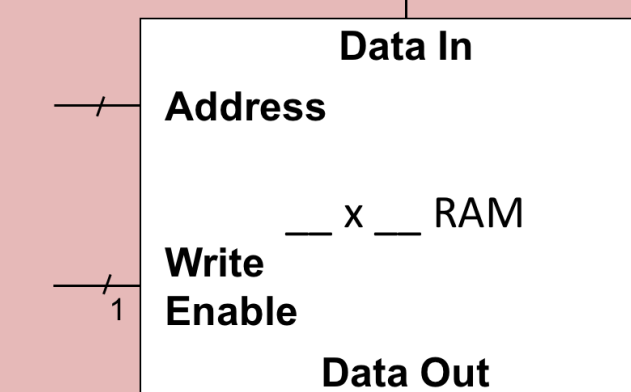 Data In
Address
__ x __ RAM
Write
1
Enable
Data Out